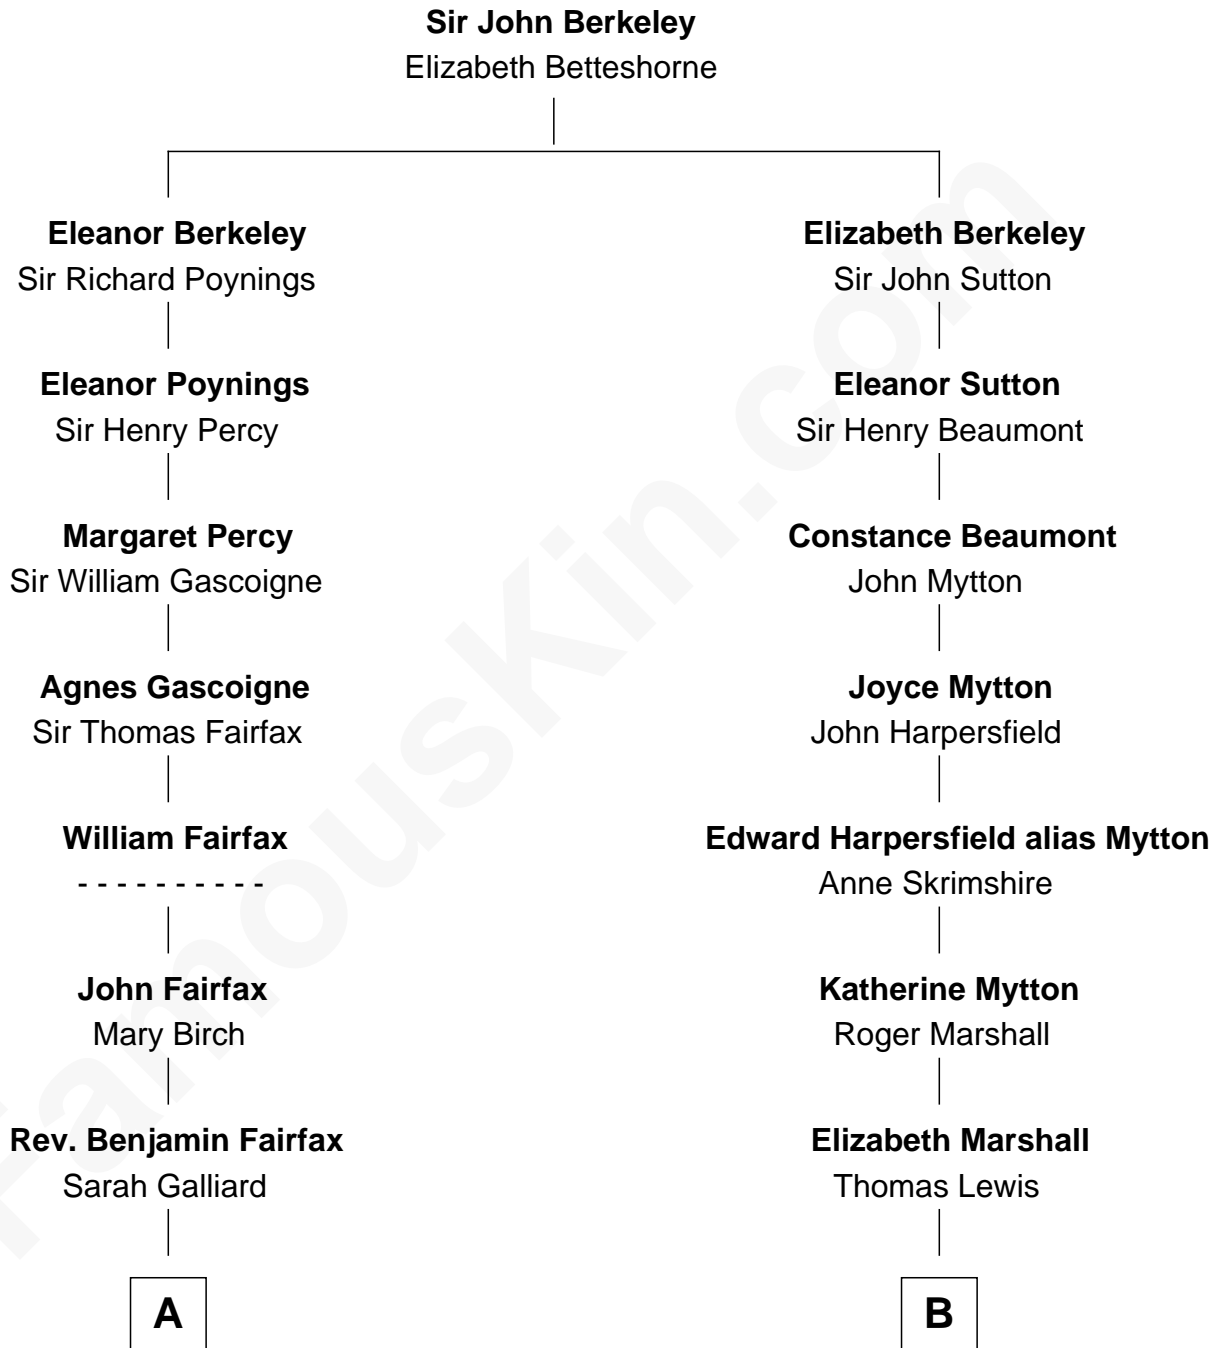 Sir John Berkeley
Elizabeth Betteshorne
Eleanor Berkeley
Sir Richard Poynings
Elizabeth Berkeley
Sir John Sutton
Eleanor Poynings
Sir Henry Percy
Eleanor Sutton
Sir Henry Beaumont
Margaret Percy
Sir William Gascoigne
Constance Beaumont
John Mytton
Agnes Gascoigne
Sir Thomas Fairfax
Joyce Mytton
John Harpersfield
William Fairfax
- - - - - - - - - -
Edward Harpersfield alias Mytton
Anne Skrimshire
John Fairfax
Mary Birch
Katherine Mytton
Roger Marshall
Rev. Benjamin Fairfax
Sarah Galliard
Elizabeth Marshall
Thomas Lewis
A
B
FamousKin.com